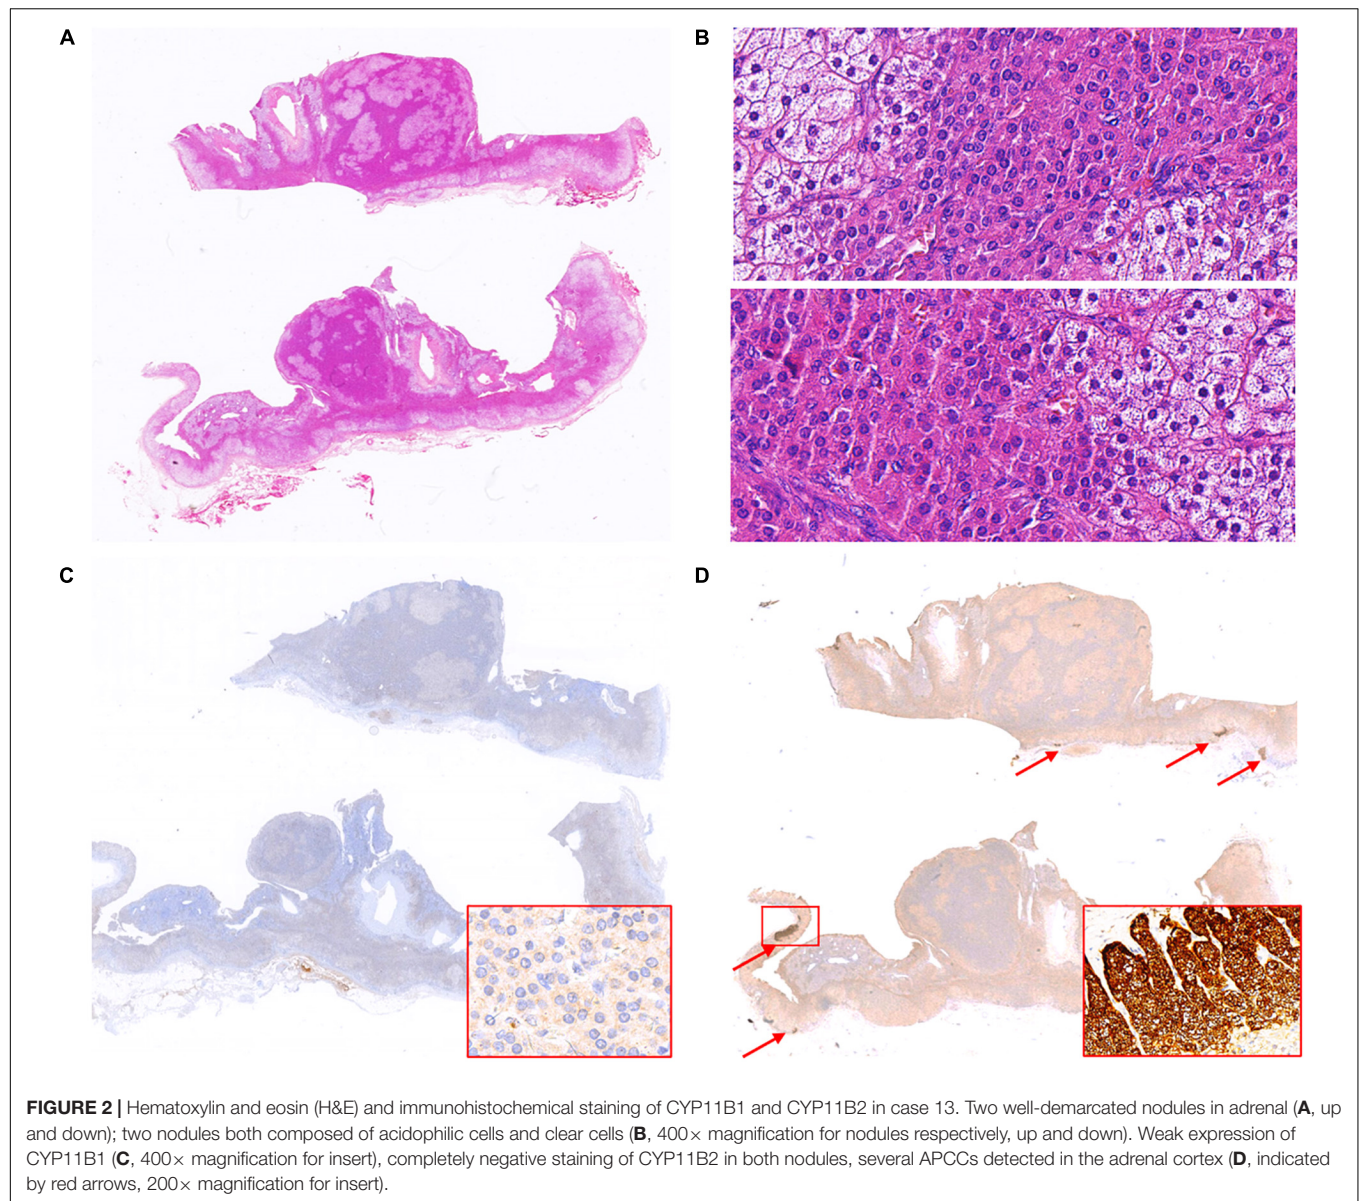 A
B
C
D
FIGURE 2 | Hematoxylin and eosin (H&E) and immunohistochemical staining of CYP11B1 and CYP11B2 in case 13. Two well-demarcated nodules in adrenal (A, up
and down); two nodules both composed of acidophilic cells and clear cells (B, 400× magnification for nodules respectively, up and down). Weak expression of
CYP11B1 (C, 400× magnification for insert), completely negative staining of CYP11B2 in both nodules, several APCCs detected in the adrenal cortex (D, indicated
by red arrows, 200× magnification for insert).